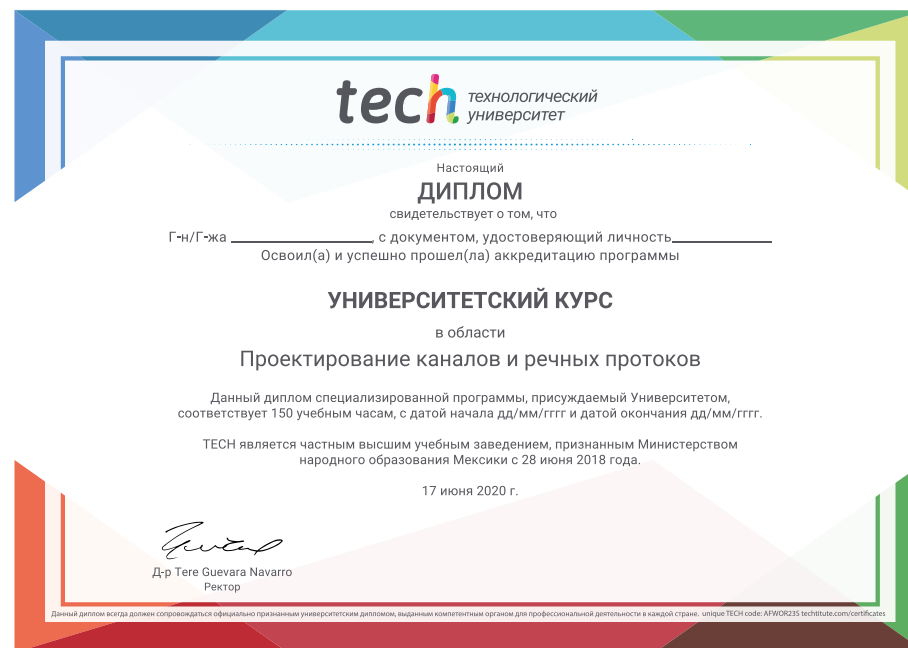 tech технологический
университет
Настоящий
ДИПЛОМ
свидетельствует о том, что
Г-н/Г-жа ____________________, с документом, удостоверяющий личность______________
Освоил(а) и успешно прошел(ла) аккредитацию программы
УНИВЕРСИТЕТСКИЙ КУРС
в области
Проектирование каналов и речных протоков
Данный диплом специализированной программы, присуждаемый Университетом,
соответствует 150 учебным часам, с датой начала дд/мм/гггг и датой окончания дд/мм/гггг.
TECH является частным высшим учебным заведением, признанным Министерством
народного образования Мексики с 28 июня 2018 года.
17 июня 2020 г.
Д-р Tere Guevara Navarro
Ректор
Данный диплом всегда должен сопровождаться официально признанным университетским дипломом, выданным компетентным органом для профессиональной деятельности в каждой стране. unique TECH code: AFWOR23S techtitute.com/certificates